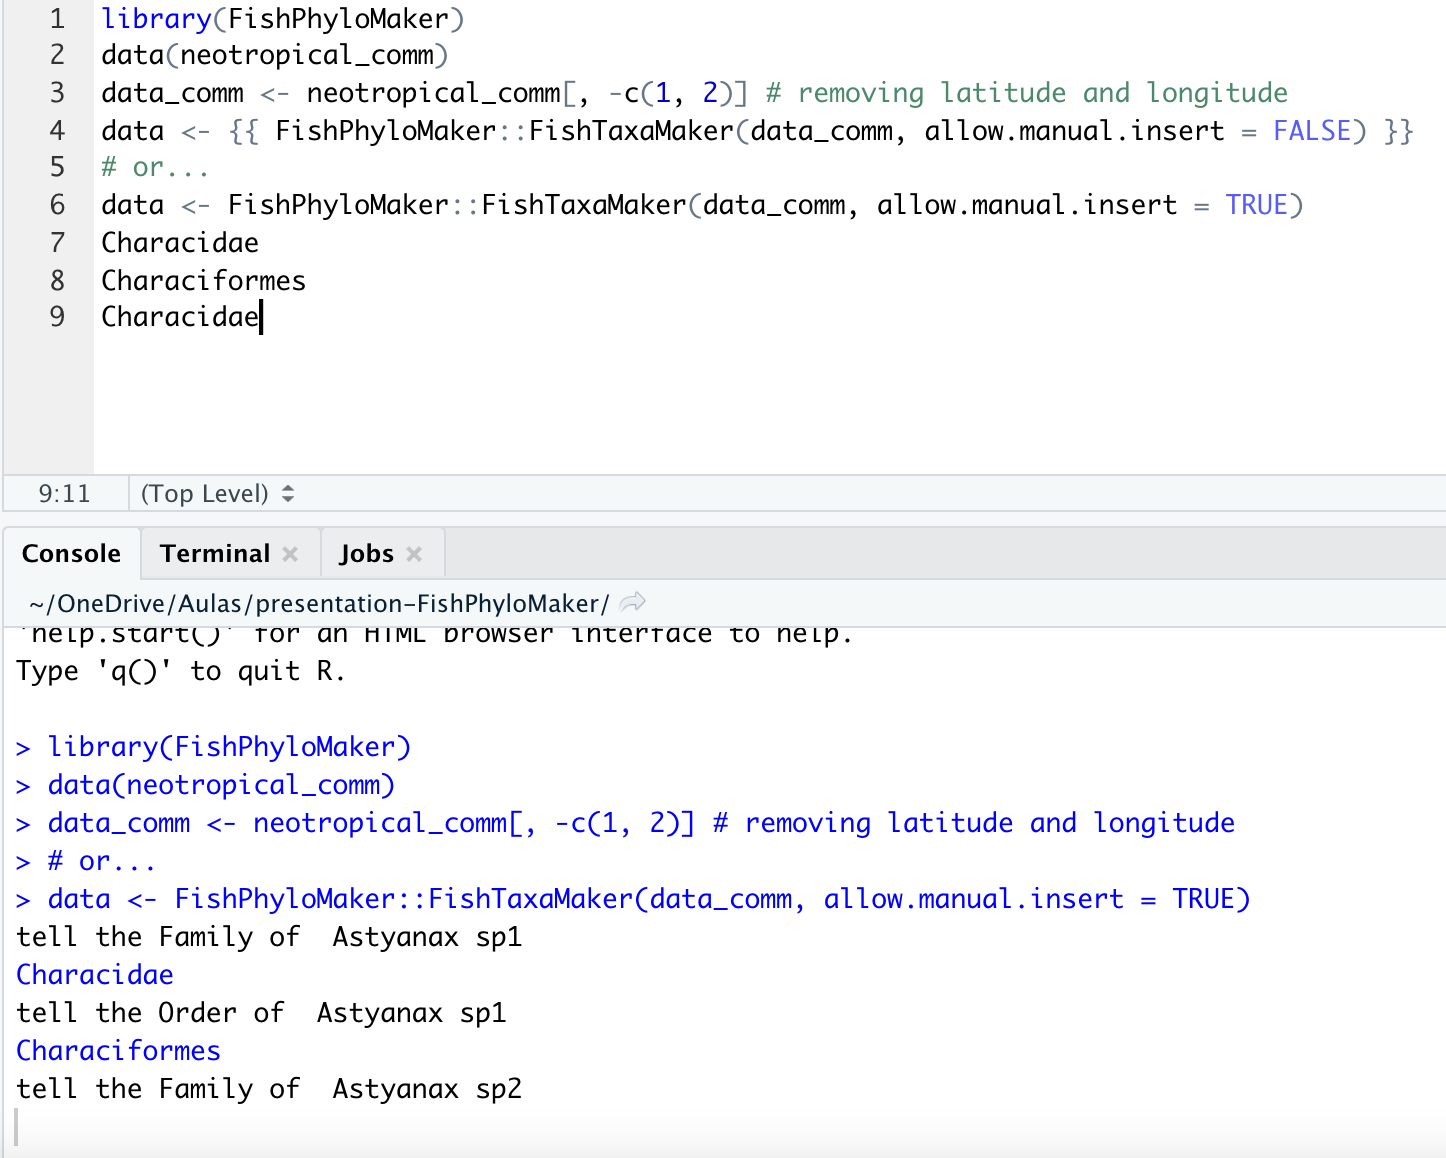 1 library(FishPhyloMaker)
2 data(neotropical_comm)
3 data_comm <- neotropical_comm[, -c(1, 2)] # removing latitude and longitude
4 data <- {{ FishPhyloMaker::FishTaxaMaker(data_comm, allow.manual.insert = FALSE) }}
5 # or...
6 data <- FishPhyloMaker::FishTaxaMaker(data_comm, allow.manual.insert = TRUE)
7 Characidae
8 Characiformes
9 Characidae
9:11 (Top Level)
Console Terminal Jobs
~/OneDrive/Aulas/presentation-FishPhyloMaker/
'help.start()' for an HTML browser interface to help.
Type 'q()' to quit R.
> library(FishPhyloMaker)
> data(neotropical_comm)
> data_comm <- neotropical_comm[, -c(1, 2)] # removing latitude and longitude
> # or...
> data <- FishPhyloMaker::FishTaxaMaker(data_comm, allow.manual.insert = TRUE)
tell the Family of  Astyanax sp1
Characidae
tell the Order of  Astyanax sp1
Characiformes
tell the Family of  Astyanax sp2